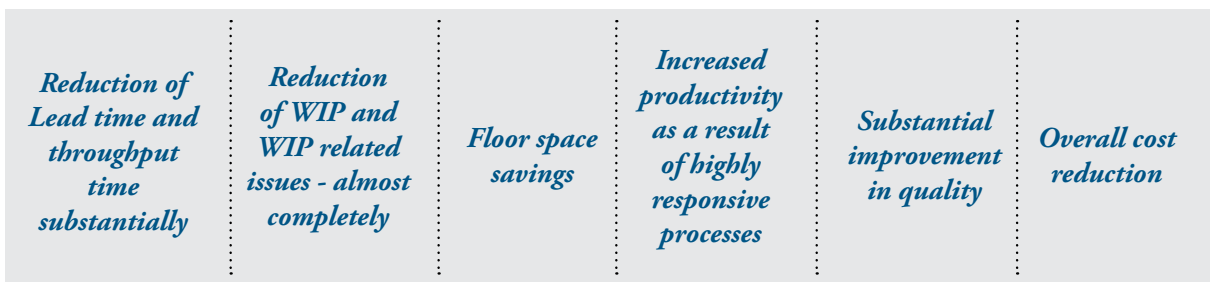 Reduction of
Lead time and
throughput
time
substantially
Reduction
of WIP and
WIP related
issues - almost
completely
Floor space
savings
Increased
productivity
as a result
of highly
responsive
processes
Substantial
improvement
in quality
Overall cost
reduction